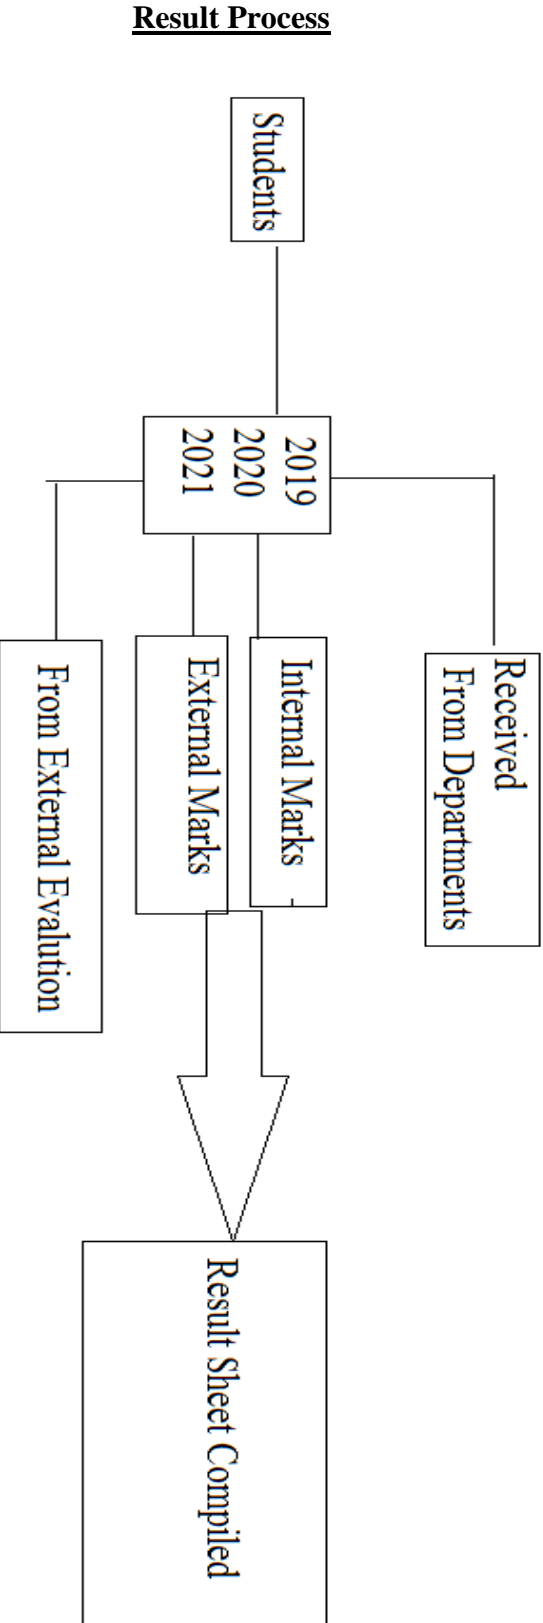 Result Process
Students
2019
2020
2021
Received
From Departments
Internal Marks
External Marks
From External Evalution
Result Sheet Compiled